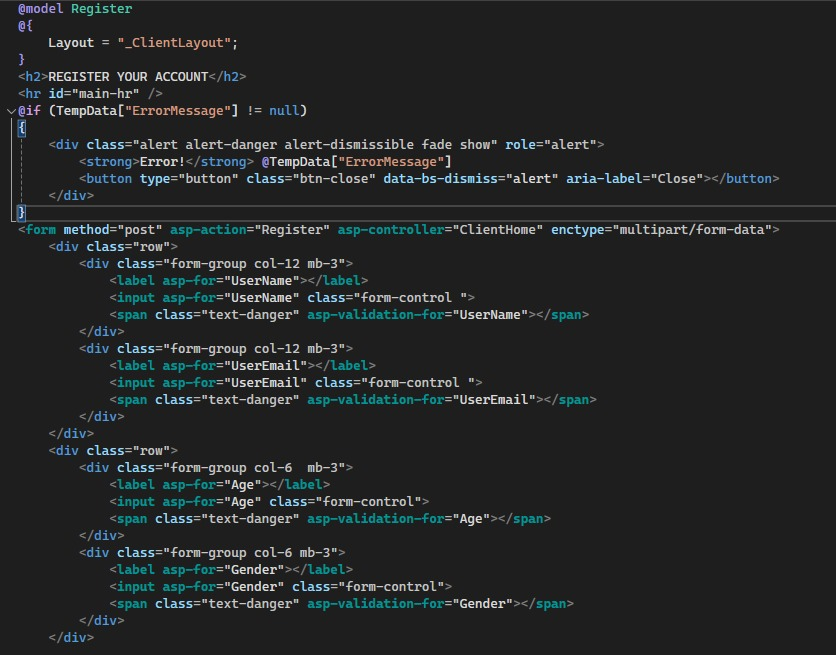 @model Register
@{
    Layout = "_ClientLayout";
}
<h2>REGISTER YOUR ACCOUNT</h2>
<hr id="main-hr" />
@if (TempData["ErrorMessage"] != null)
{
    <div class="alert alert-danger alert-dismissible fade show" role="alert">
        <strong>Error!</strong> @TempData["ErrorMessage"]
        <button type="button" class="btn-close" data-bs-dismiss="alert" aria-label="Close"></button>
    </div>
}
<form method="post" asp-action="Register" asp-controller="ClientHome" enctype="multipart/form-data">
    <div class="row">
        <div class="form-group col-12 mb-3">
            <label asp-for="UserName"></label>
            <input asp-for="UserName" class="form-control ">
            <span class="text-danger" asp-validation-for="UserName"></span>
        </div>
        <div class="form-group col-12 mb-3">
            <label asp-for="UserEmail"></label>
            <input asp-for="UserEmail" class="form-control ">
            <span class="text-danger" asp-validation-for="UserEmail"></span>
        </div>
    </div>
    <div class="row">
        <div class="form-group col-6  mb-3">
            <label asp-for="Age"></label>
            <input asp-for="Age" class="form-control">
            <span class="text-danger" asp-validation-for="Age"></span>
        </div>
        <div class="form-group col-6 mb-3">
            <label asp-for="Gender"></label>
            <input asp-for="Gender" class="form-control">
            <span class="text-danger" asp-validation-for="Gender"></span>
        </div>
    </div>